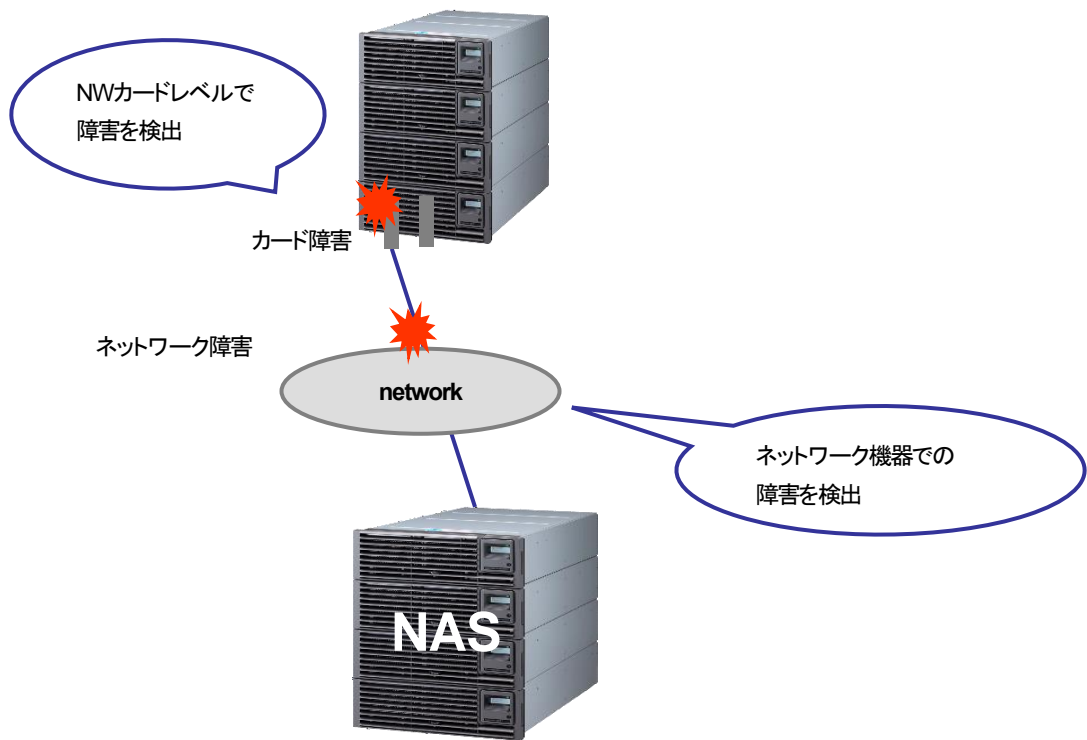 NWカードレベルで
障害を検出
カード障害
ネットワーク障害
network
ネットワーク機器での
障害を検出
NAS